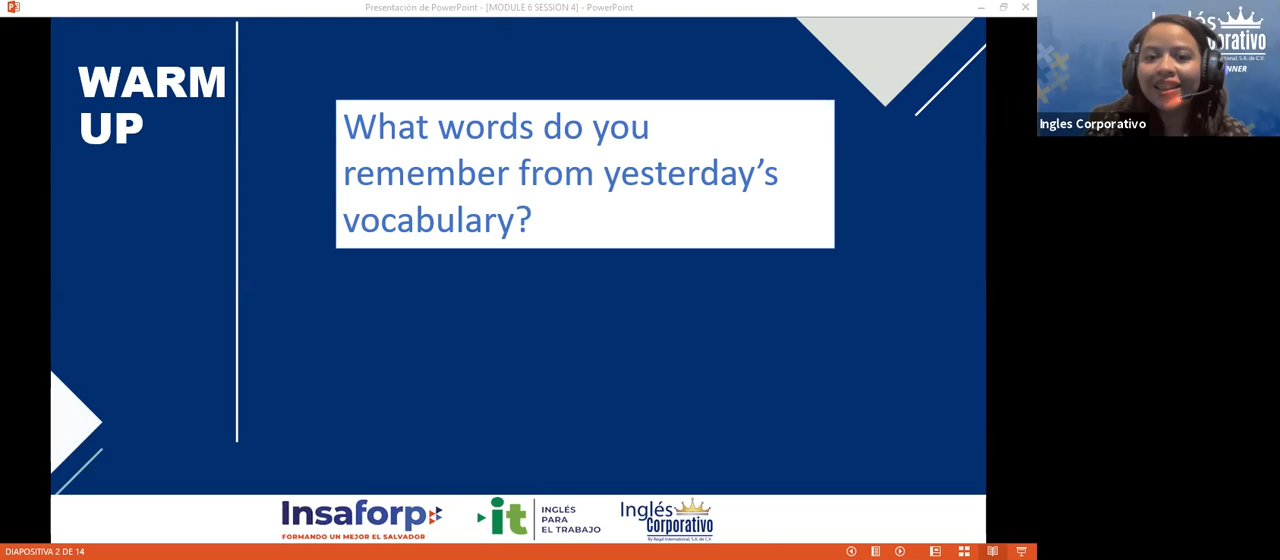 Presentación de PowerPoint - [MODULE 6 SESSION 4] - PowerPoint
WARM
UP
What words do you
remember from yesterday’s
vocabulary?
Inglés
Corporativo
Ingles Corporativo
Insaforp
FORMANDO UN MEJOR EL SALVADOR
it
INGLÉS
PARA
EL TRABAJO
Inglés
Corporativo
By Regal International, S.A. de C.V.
DIAPOSITIVA 2 DE 14